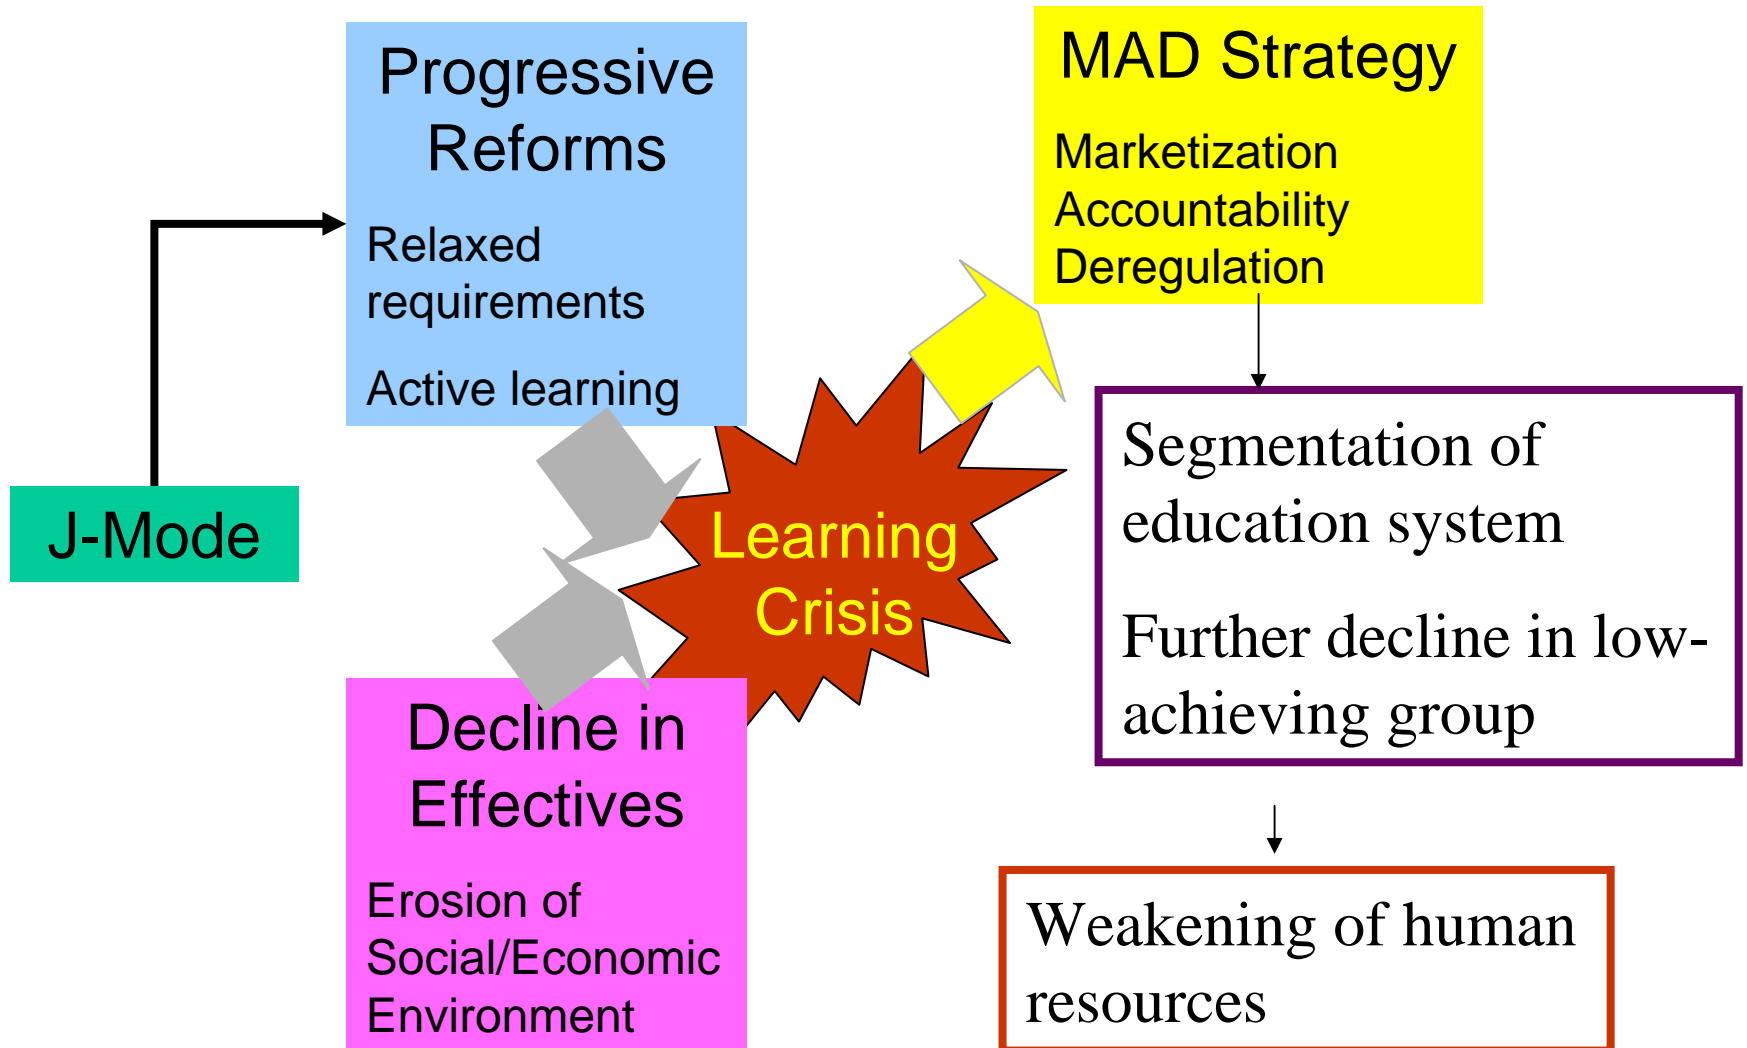 Progressive
Reforms
Relaxed
requirements
Active learning
J-Mode
Decline in
Effectives
Erosion of
Social/Economic
Environment
Learning
Crisis
MAD Strategy
Marketization
Accountability
Deregulation
Segmentation of
education system
Further decline in low-
achieving group
Weakening of human
resources